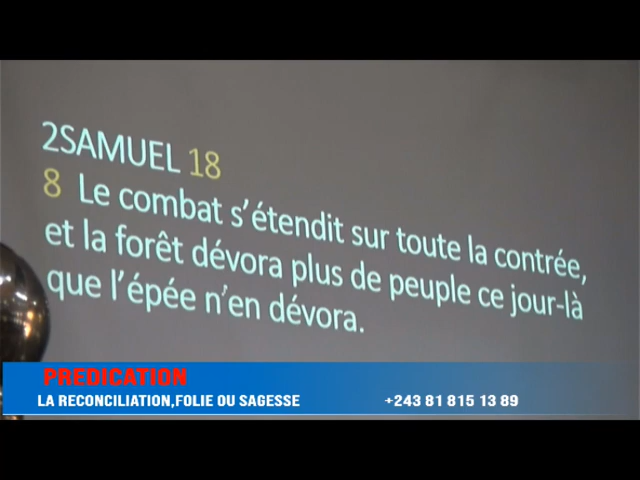 2SAMUEL 18
8 Le combat s’étendit sur toute la contrée,
et la forêt dévora plus de peuple ce jour-là
que l’épée n’en dévora.
PREDICATION
LA RECONCILIATION,FOLIE OU SAGESSE +243 81 815 13 89